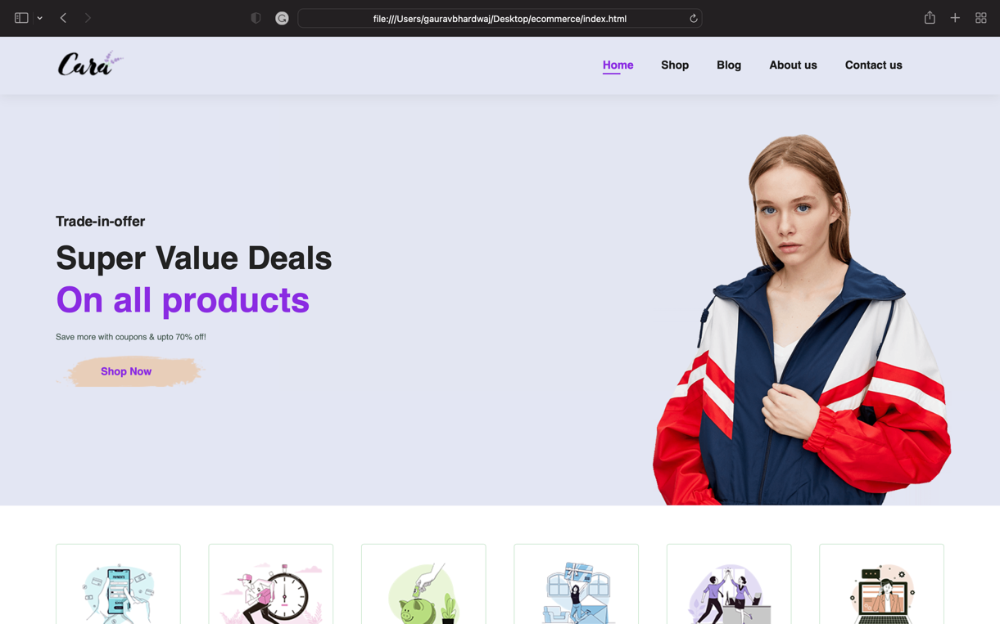 file:///Users/gauravbhardwaj/Desktop/ecommerce/index.html
Cara
Home Shop Blog About us Contact us
Trade-in-offer
Super Value Deals
On all products
Save more with coupons & upto 70% off!
Shop Now
PAYMENTS